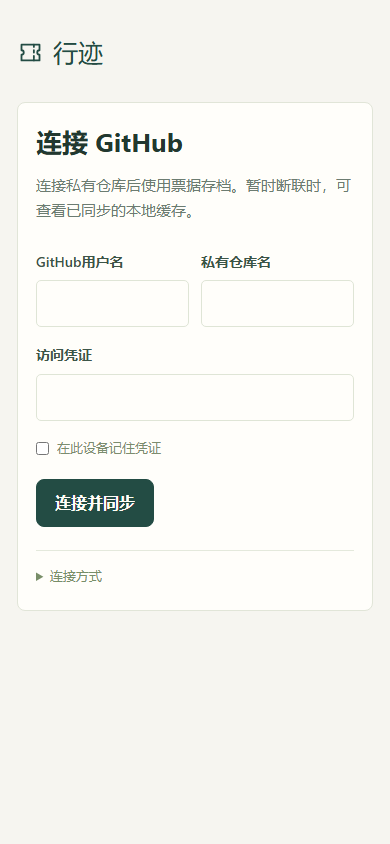 行迹
连接 GitHub
连接私有仓库后使用票据存档。暂时断联时，可
查看已同步的本地缓存。
GitHub用户名
私有仓库名
访问凭证
在此设备记住凭证
连接并同步
连接方式